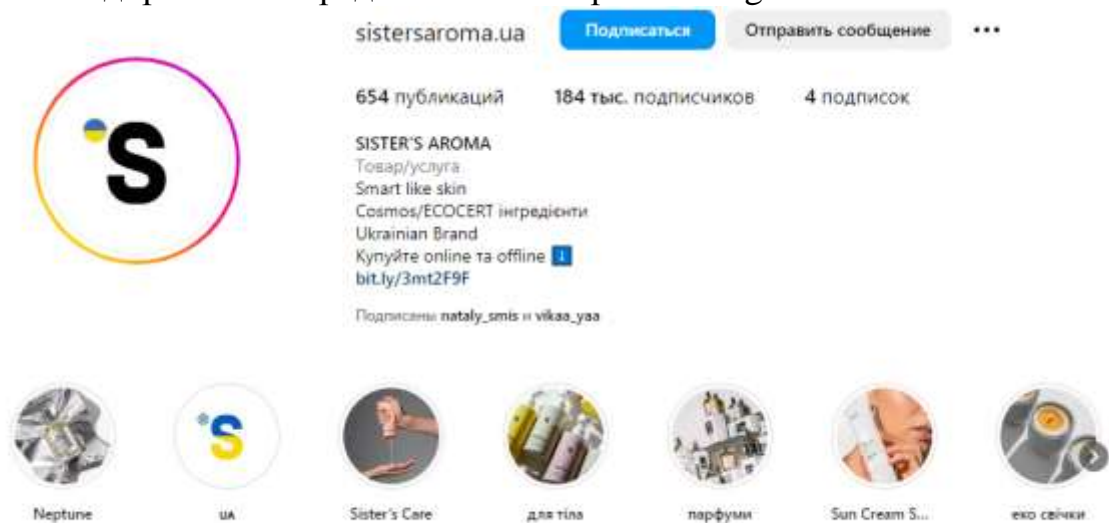 sistersaroma.ua Подписаться Отправить сообщение
654 публикаций 184 тыс. подписчиков 4 подписок
SISTER'S AROMA
Товар/услуга
Smart like skin
Cosmos/ECOCERT інгредієнти
Ukrainian Brand
Купуйте online та offline
bit.ly/3mt2F9F
Подписаны nataly_smis и vikaa_yaa
S
S
Neptune UA Sister's Care для тіла парфуми Sun Cream S... еко свічки